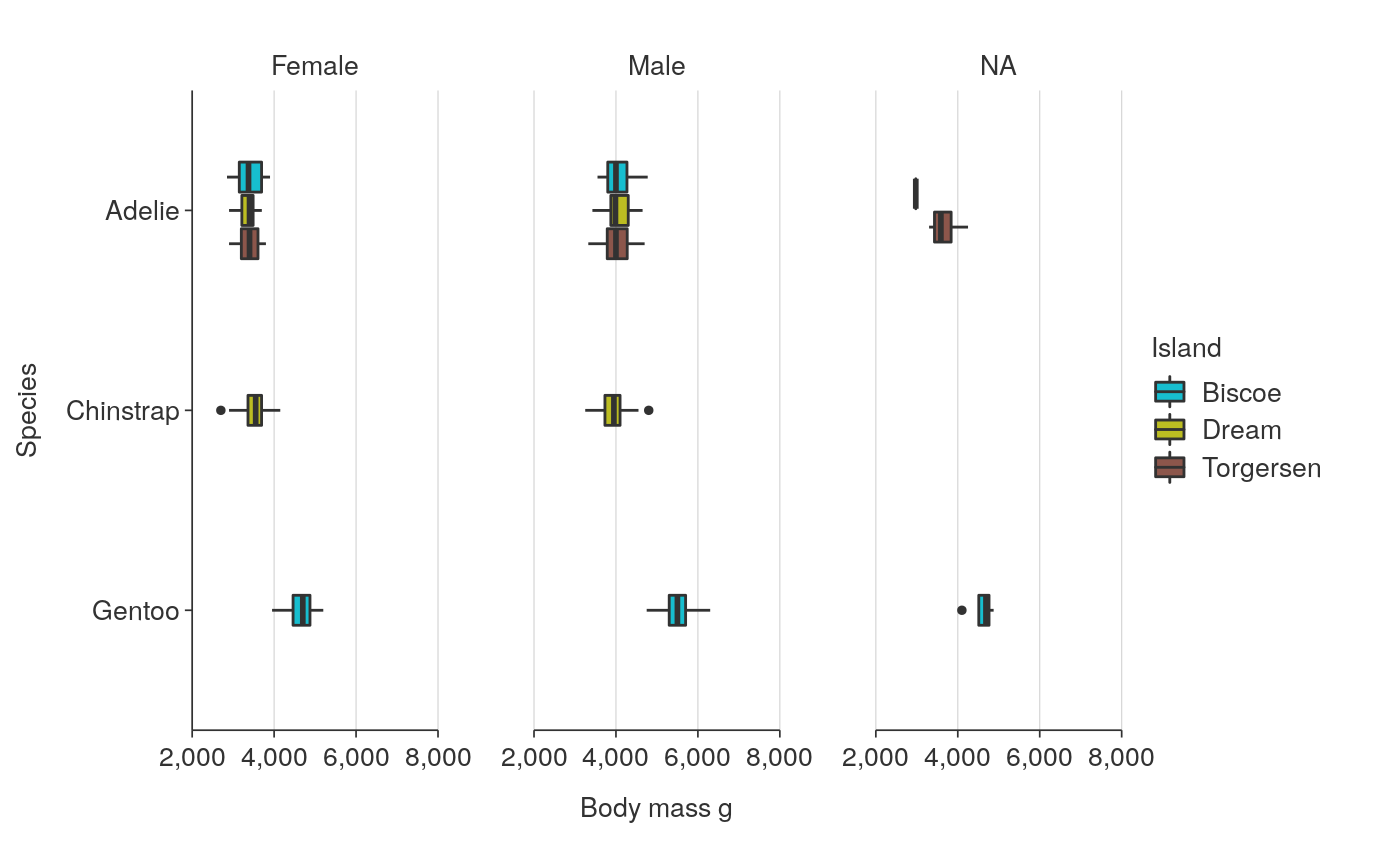 Female Male NA
Species
Adelie
Chinstrap
Gentoo
2,000 4,000 6,000 8,000 2,000 4,000 6,000 8,000 2,000 4,000 6,000 8,000
Body mass g
Island
Biscoe
Dream
Torgersen